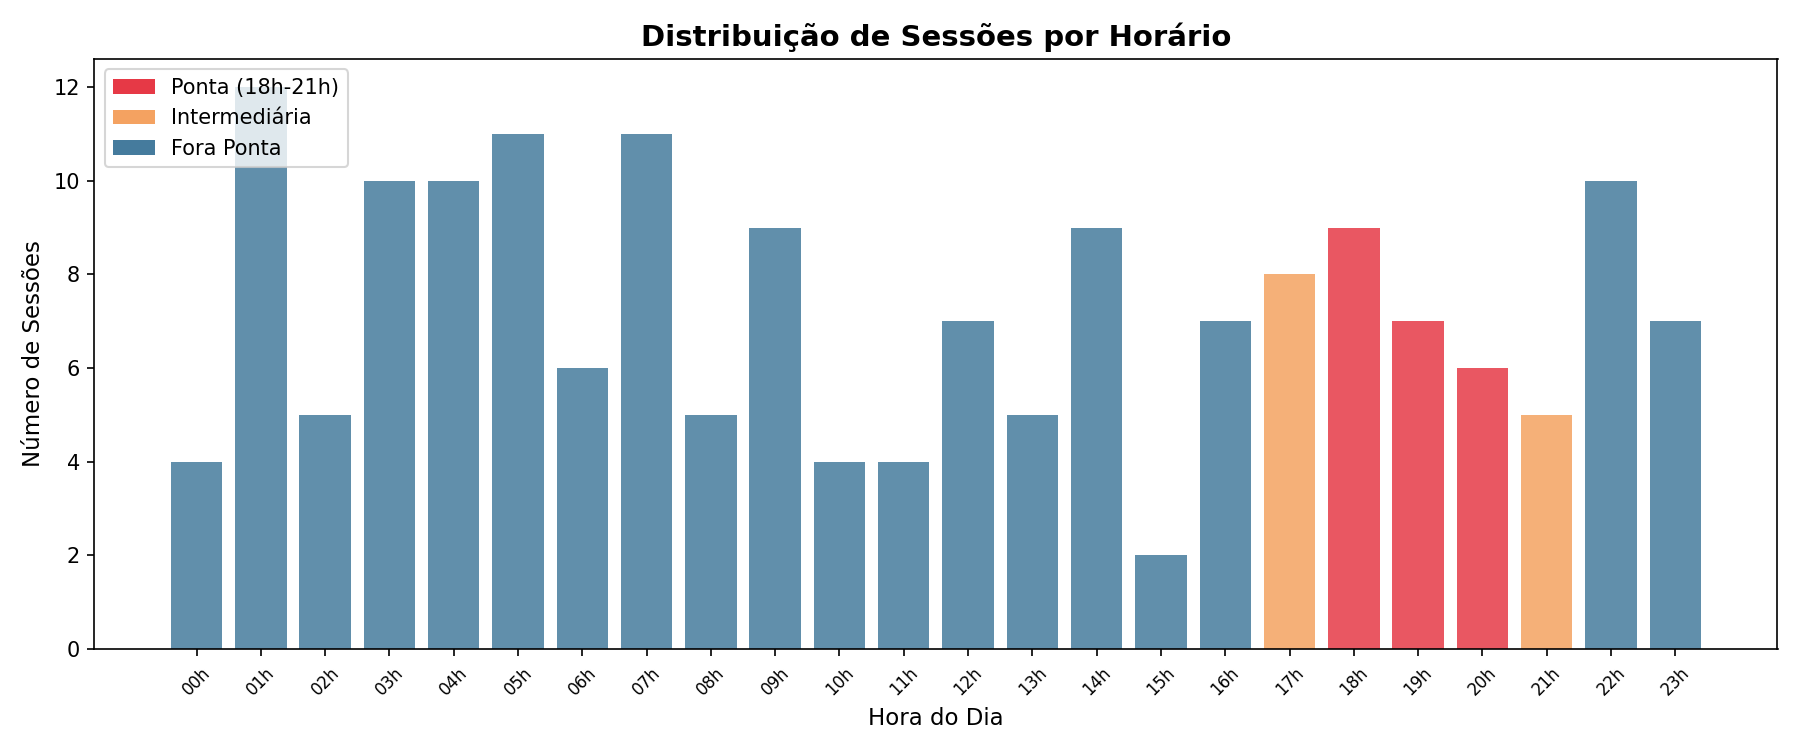 Distribuição de Sessões por Horário
Ponta (18h-21h)
Intermediária
Fora Ponta
12
10
8
6
4
2
0
Número de Sessões
00h 01h 02h 03h 04h 05h 06h 07h 08h 09h 10h 11h 12h 13h 14h 15h 16h 17h 18h 19h 20h 21h 22h 23h
Hora do Dia